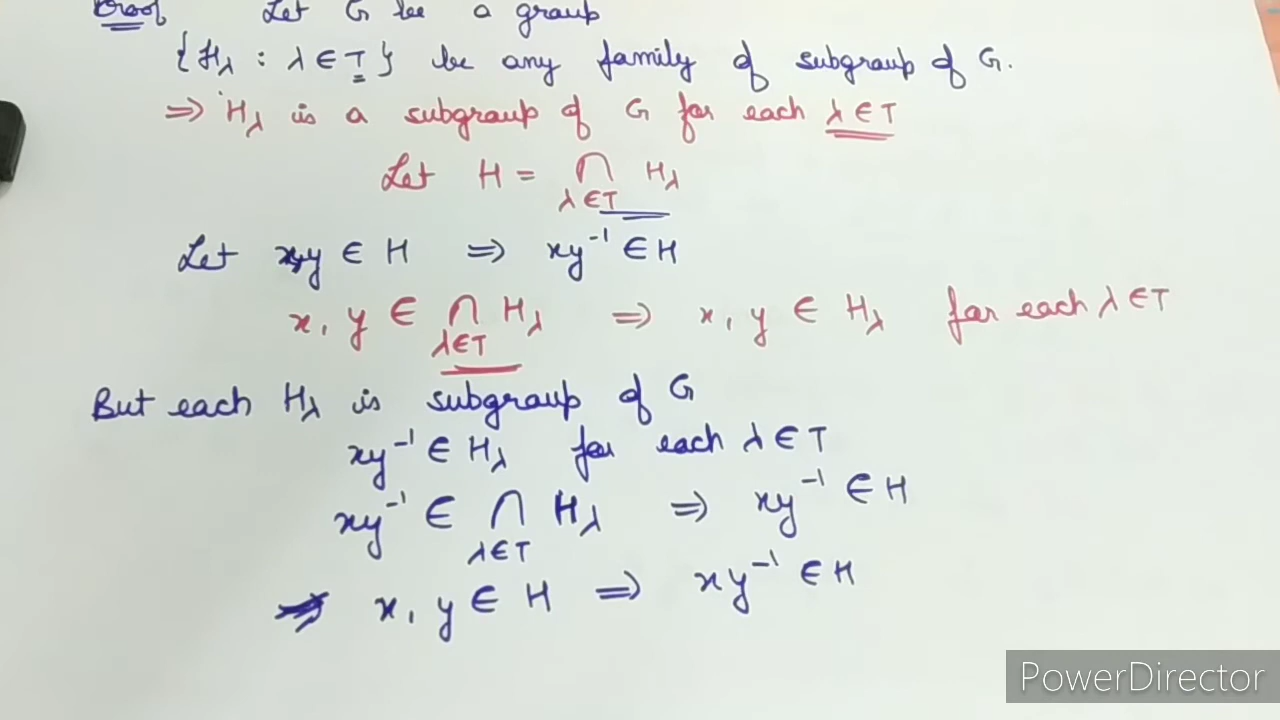 Proof Let G be a group
{Hλ : λ ∈ T} be any family of subgroup of G.
⇒ Hλ is a subgroup of G for each λ ∈ T
Let H = ∩ Hλ
λ ∈ T
Let x,y ∈ H ⇒ xy⁻¹ ∈ H
x, y ∈ ∩ Hλ ⇒ x, y ∈ Hλ for each λ ∈ T
λ ∈ T
But each Hλ is subgroup of G
xy⁻¹ ∈ Hλ for each λ ∈ T
xy⁻¹ ∈ ∩ Hλ ⇒ xy⁻¹ ∈ H
λ ∈ T
x, y ∈ H ⇒ xy⁻¹ ∈ H
PowerDirector